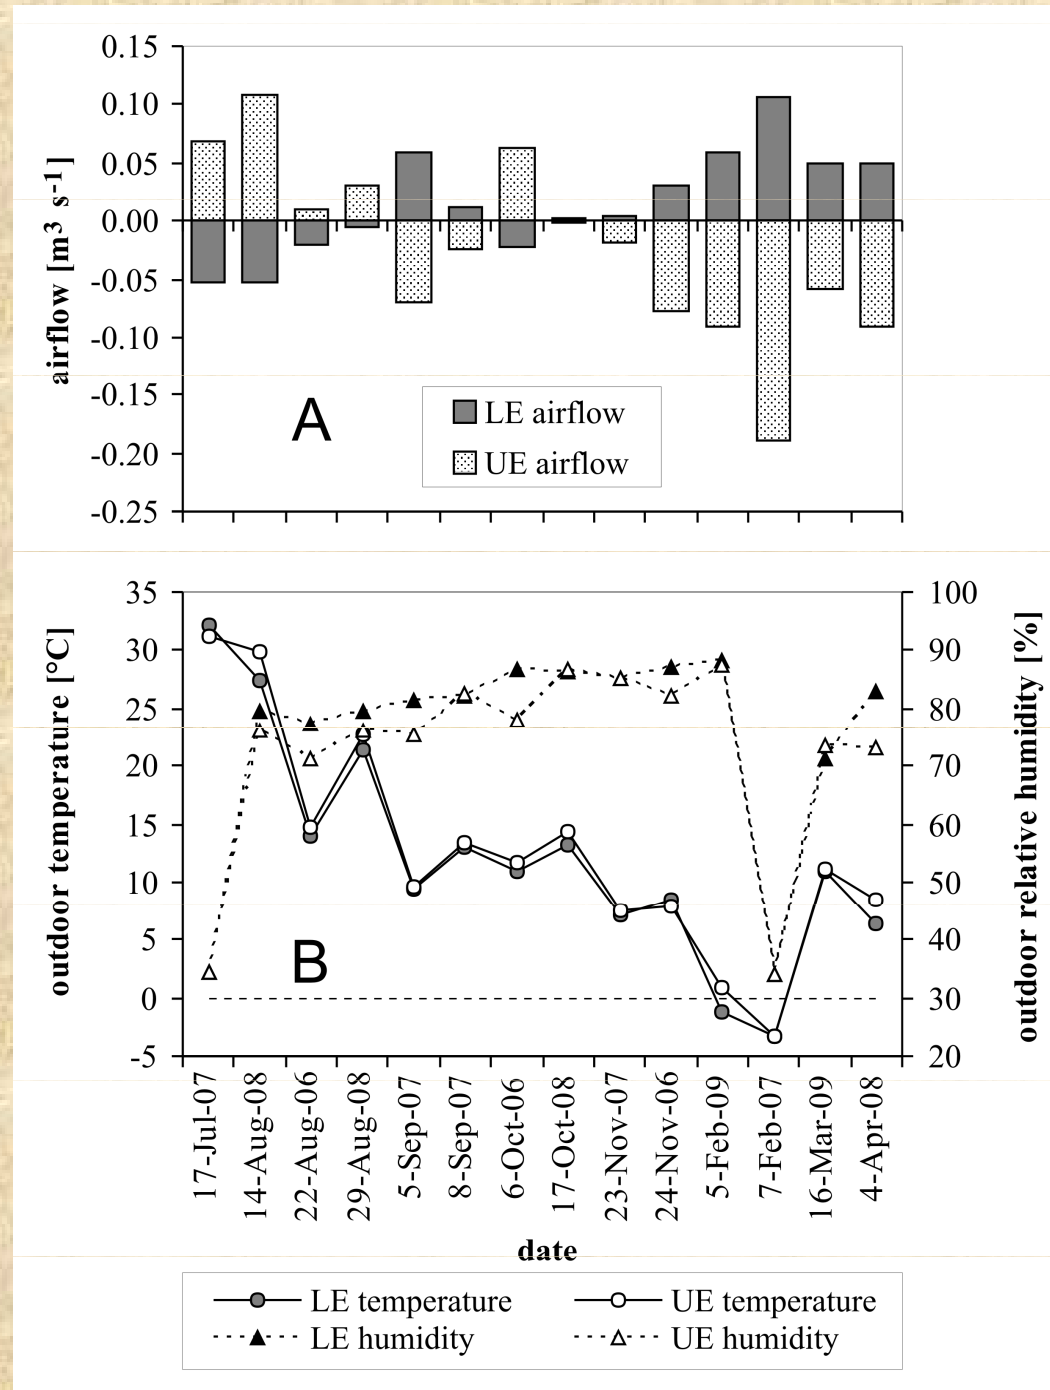 0.15
0.10
0.05
0.00
-0.05
-0.10
-0.15
-0.20
-0.25
airflow [m³ s⁻¹]
A
LE airflow
UE airflow
35
30
25
20
15
10
5
0
-5
outdoor temperature [°C]
B
100
90
80
70
60
50
40
30
20
outdoor relative humidity [%]
17-Jul-07
14-Aug-08
22-Aug-06
29-Aug-08
5-Sep-07
8-Sep-07
6-Oct-06
17-Oct-08
23-Nov-07
24-Nov-06
5-Feb-09
7-Feb-07
16-Mar-09
4-Apr-08
date
LE temperature UE temperature
LE humidity UE humidity